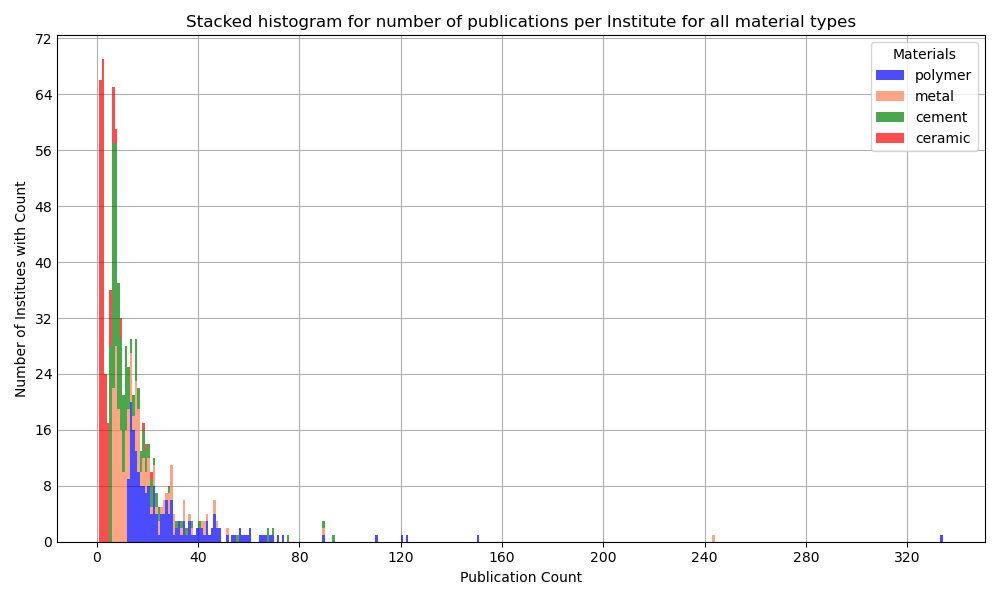 Stacked histogram for number of publications per Institute for all material types
Number of Institues with Count
72
64
56
48
40
32
24
16
8
0
Materials
polymer
metal
cement
ceramic
0 40 80 120 160 200 240 280 320
Publication Count